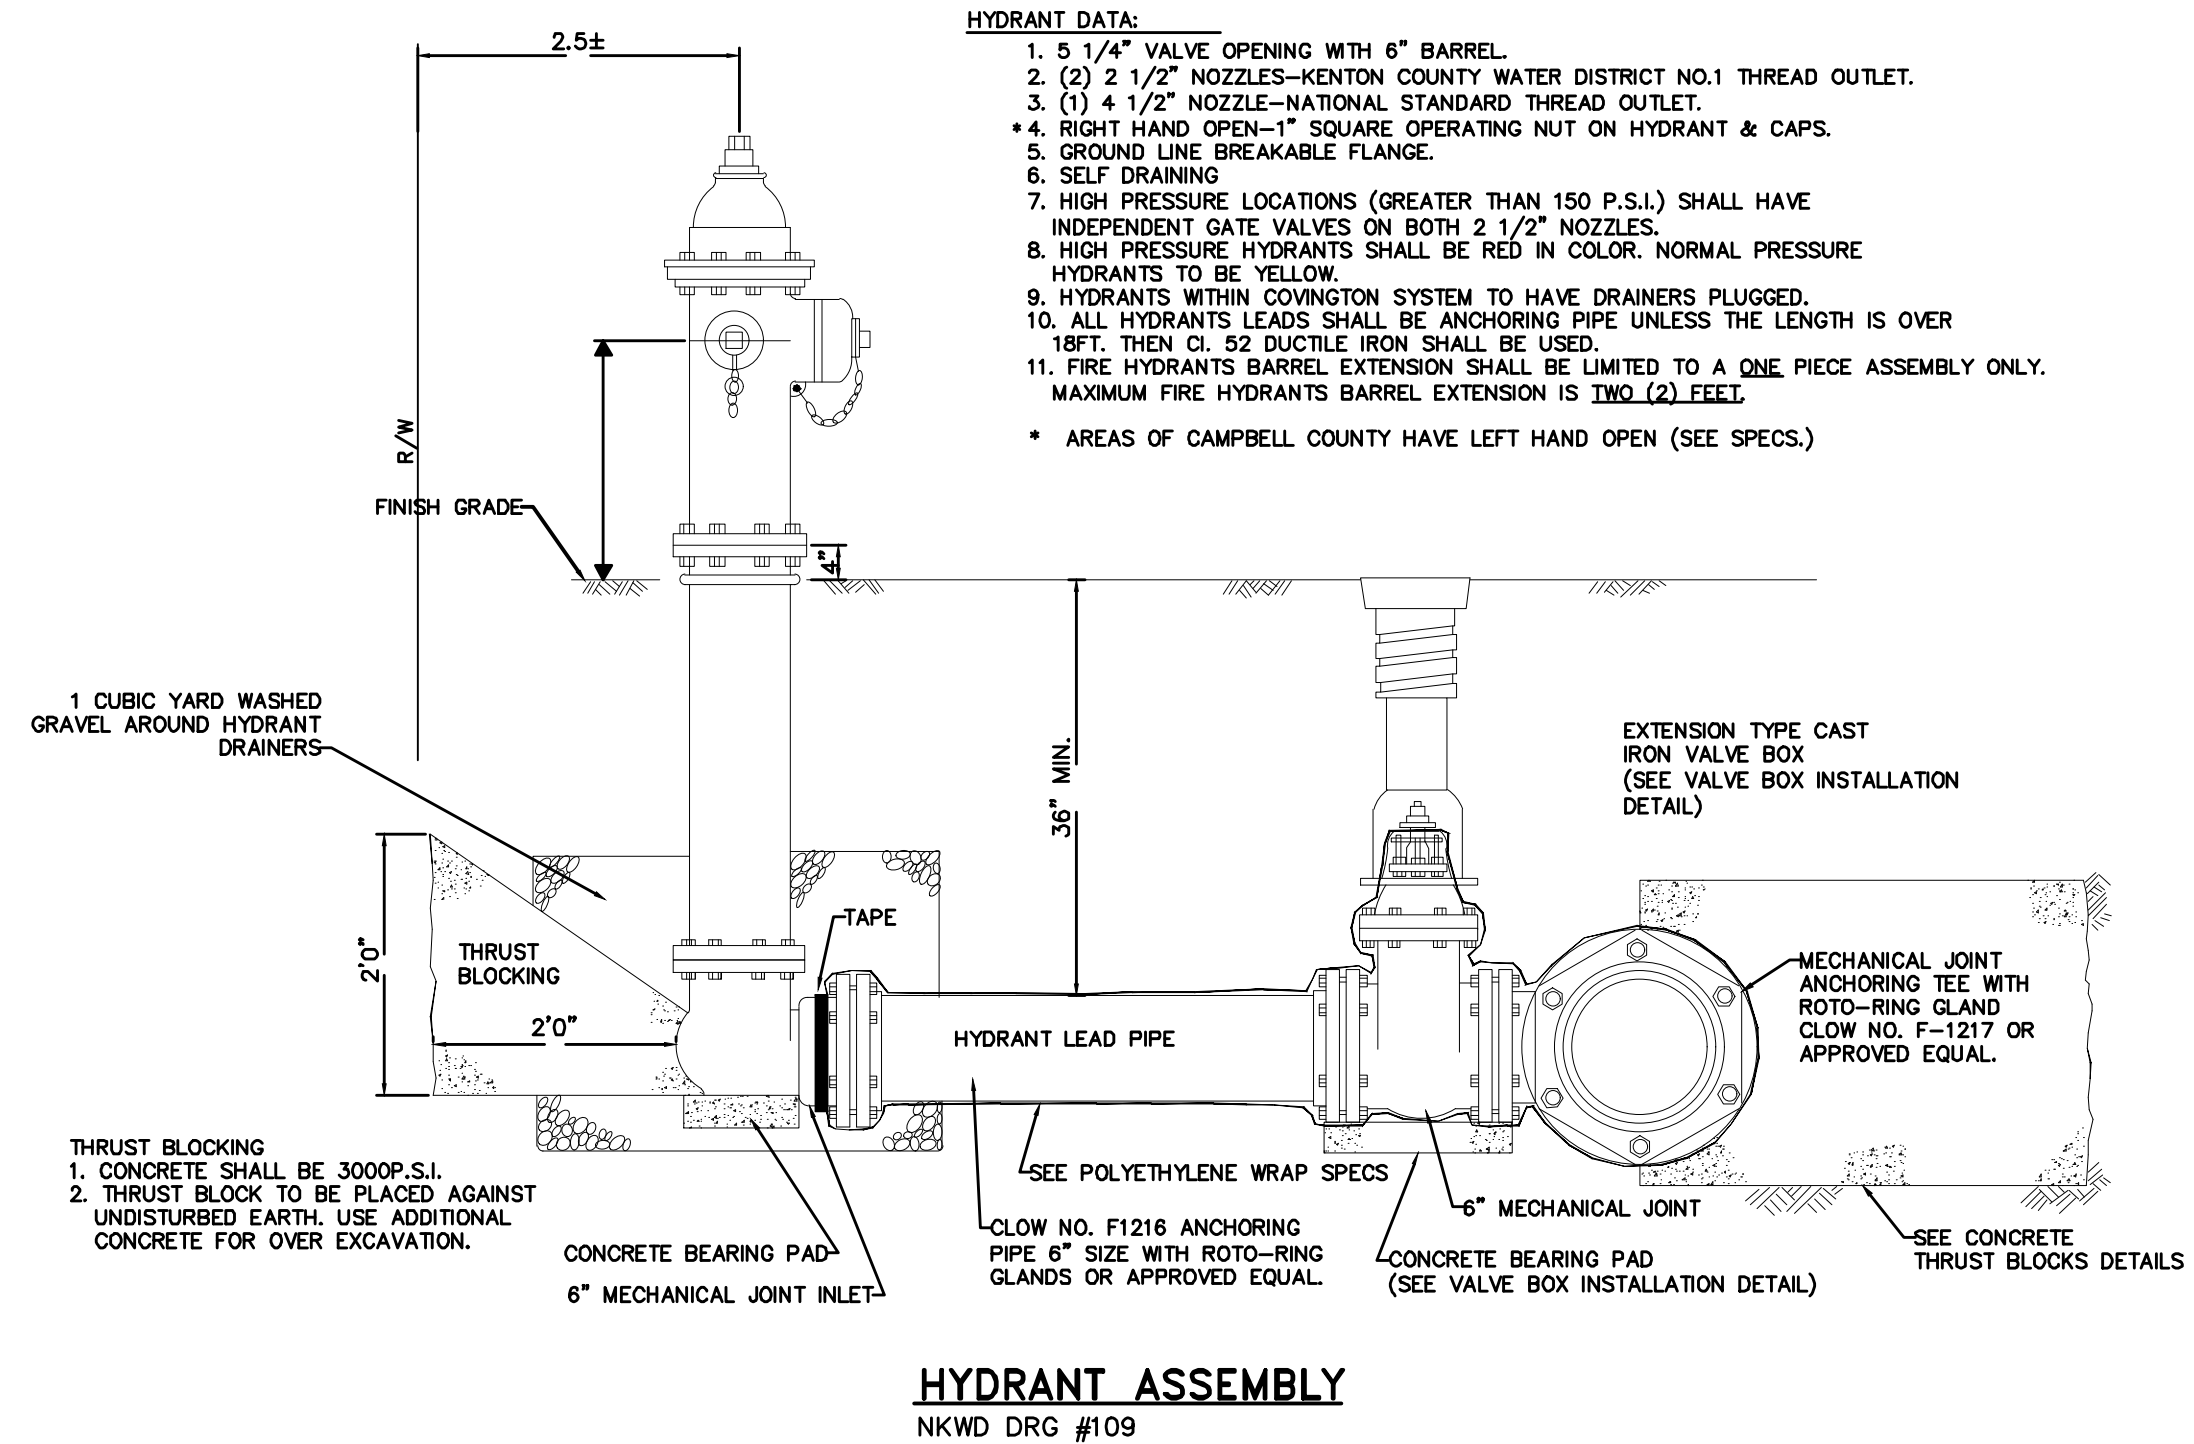 HYDRANT DATA:
1. 5 1/4" VALVE OPENING WITH 6" BARREL.
2. (2) 2 1/2" NOZZLES-KENTON COUNTY WATER DISTRICT NO.1 THREAD OUTLET.
3. (1) 4 1/2" NOZZLE-NATIONAL STANDARD THREAD OUTLET.
*4. RIGHT HAND OPEN-1" SQUARE OPERATING NUT ON HYDRANT & CAPS.
5. GROUND LINE BREAKABLE FLANGE.
6. SELF DRAINING
7. HIGH PRESSURE LOCATIONS (GREATER THAN 150 P.S.I.) SHALL HAVE
INDEPENDENT GATE VALVES ON BOTH 2 1/2" NOZZLES.
8. HIGH PRESSURE HYDRANTS SHALL BE RED IN COLOR. NORMAL PRESSURE
HYDRANTS TO BE YELLOW.
9. HYDRANTS WITHIN COVINGTON SYSTEM TO HAVE DRAINERS PLUGGED.
10. ALL HYDRANTS LEADS SHALL BE ANCHORING PIPE UNLESS THE LENGTH IS OVER
18FT. THEN Cl. 52 DUCTILE IRON SHALL BE USED.
11. FIRE HYDRANTS BARREL EXTENSION SHALL BE LIMITED TO A ONE PIECE ASSEMBLY ONLY.
MAXIMUM FIRE HYDRANTS BARREL EXTENSION IS TWO (2) FEET.
* AREAS OF CAMPBELL COUNTY HAVE LEFT HAND OPEN (SEE SPECS.)
2.5±
R/W
FINISH GRADE
4"
1 CUBIC YARD WASHED
GRAVEL AROUND HYDRANT
DRAINERS
36" MIN.
EXTENSION TYPE CAST
IRON VALVE BOX
(SEE VALVE BOX INSTALLATION
DETAIL)
2'0"
THRUST
BLOCKING
2'0"
TAPE
HYDRANT LEAD PIPE
MECHANICAL JOINT
ANCHORING TEE WITH
ROTO-RING GLAND
CLOW NO. F-1217 OR
APPROVED EQUAL.
THRUST BLOCKING
1. CONCRETE SHALL BE 3000P.S.I.
2. THRUST BLOCK TO BE PLACED AGAINST
UNDISTURBED EARTH. USE ADDITIONAL
CONCRETE FOR OVER EXCAVATION.
CONCRETE BEARING PAD
6" MECHANICAL JOINT INLET
SEE POLYETHYLENE WRAP SPECS
CLOW NO. F1216 ANCHORING
PIPE 6" SIZE WITH ROTO-RING
GLANDS OR APPROVED EQUAL.
6" MECHANICAL JOINT
CONCRETE BEARING PAD
(SEE VALVE BOX INSTALLATION DETAIL)
SEE CONCRETE
THRUST BLOCKS DETAILS
HYDRANT ASSEMBLY
NKWD DRG #109